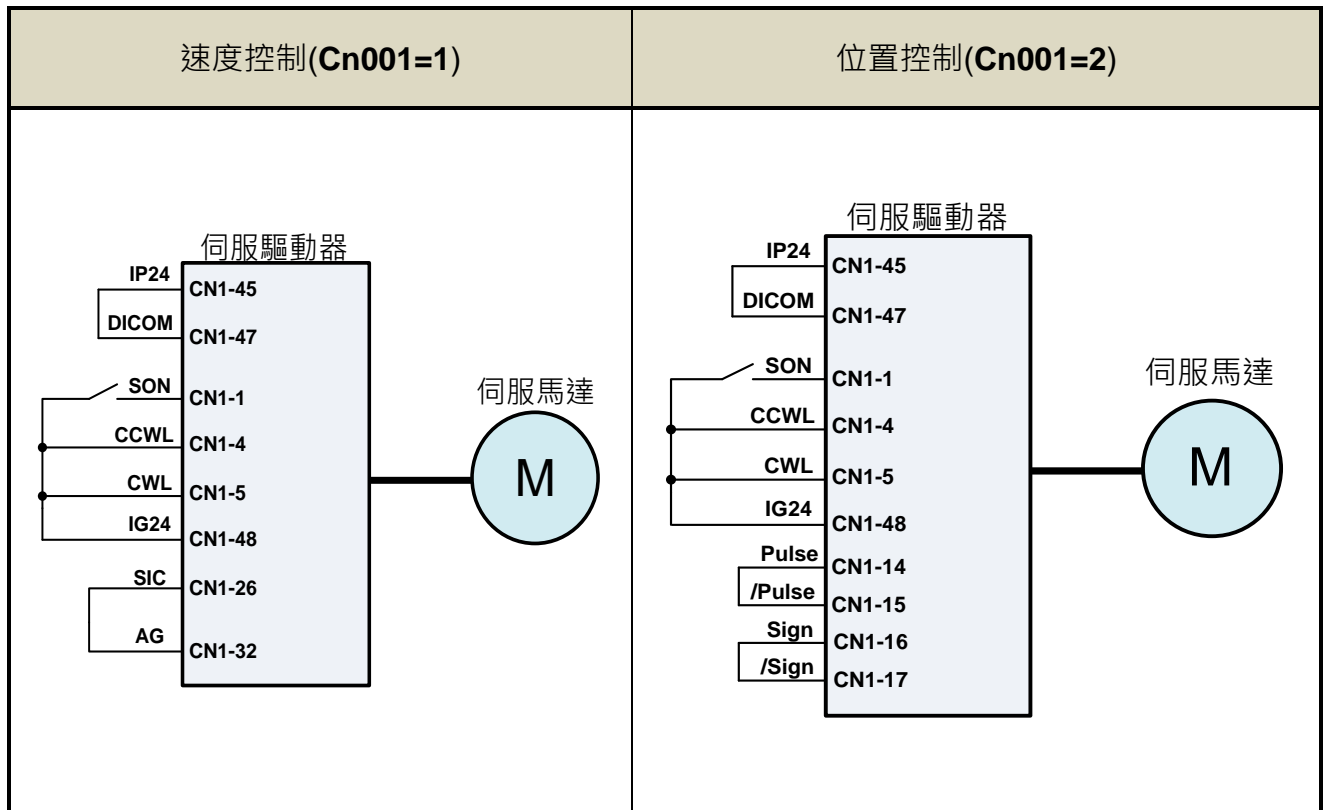 速度控制(Cn001=1)
位置控制(Cn001=2)
伺服驅動器
IP24
CN1-45
DICOM
CN1-47
SON
CN1-1
CCWL
CN1-4
CWL
CN1-5
IG24
CN1-48
SIC
CN1-26
AG
CN1-32
伺服馬達
M
伺服驅動器
IP24
CN1-45
DICOM
CN1-47
SON
CN1-1
CCWL
CN1-4
CWL
CN1-5
IG24
CN1-48
Pulse
CN1-14
/Pulse
CN1-15
Sign
CN1-16
/Sign
CN1-17
伺服馬達
M